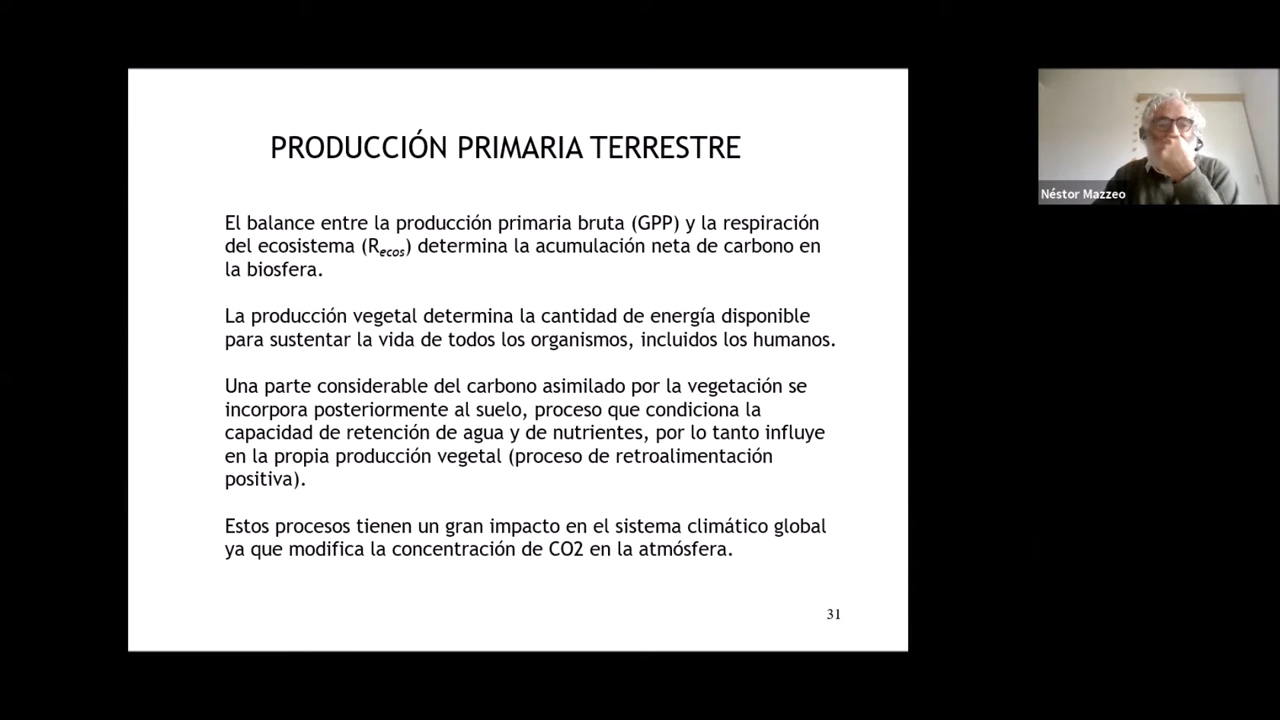 PRODUCCIÓN PRIMARIA TERRESTRE
El balance entre la producción primaria bruta (GPP) y la respiración
del ecosistema (Recos) determina la acumulación neta de carbono en
la biosfera.
La producción vegetal determina la cantidad de energía disponible
para sustentar la vida de todos los organismos, incluidos los humanos.
Una parte considerable del carbono asimilado por la vegetación se
incorpora posteriormente al suelo, proceso que condiciona la
capacidad de retención de agua y de nutrientes, por lo tanto influye
en la propia producción vegetal (proceso de retroalimentación
positiva).
Estos procesos tienen un gran impacto en el sistema climático global
ya que modifica la concentración de CO2 en la atmósfera.
31
Néstor Mazzeo